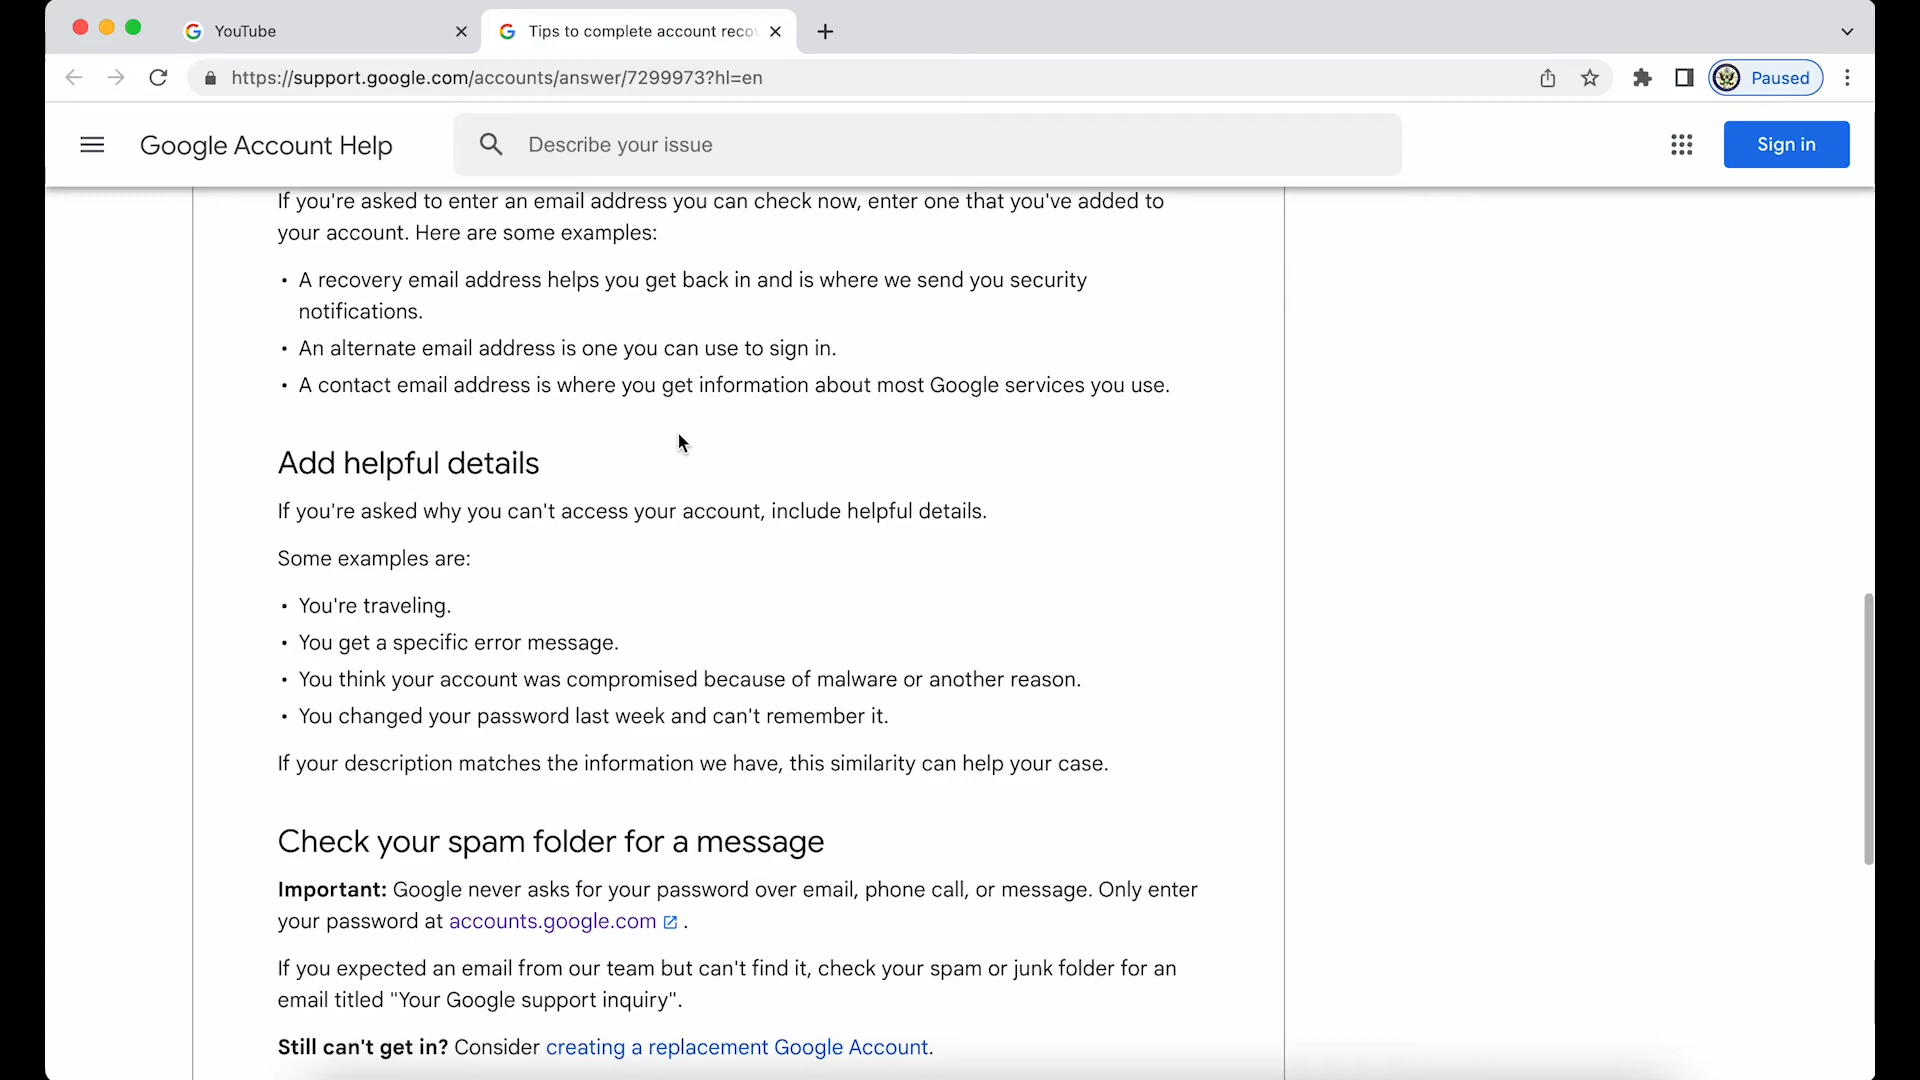 YouTube
Tips to complete account reco
https://support.google.com/accounts/answer/7299973?hl=en
Paused
Google Account Help
Describe your issue
Sign in
If you're asked to enter an email address you can check now, enter one that you've added to
your account. Here are some examples:
• A recovery email address helps you get back in and is where we send you security
notifications.
• An alternate email address is one you can use to sign in.
• A contact email address is where you get information about most Google services you use.
Add helpful details
If you're asked why you can't access your account, include helpful details.
Some examples are:
• You're traveling.
• You get a specific error message.
• You think your account was compromised because of malware or another reason.
• You changed your password last week and can't remember it.
If your description matches the information we have, this similarity can help your case.
Check your spam folder for a message
Important: Google never asks for your password over email, phone call, or message. Only enter
your password at accounts.google.com .
If you expected an email from our team but can't find it, check your spam or junk folder for an
email titled "Your Google support inquiry".
Still can't get in? Consider creating a replacement Google Account.